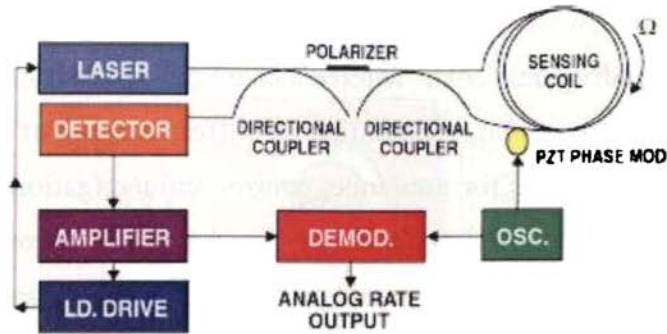 LASER
POLARIZER
SENSING
COIL
Ω
DETECTOR
DIRECTIONAL
COUPLER
DIRECTIONAL
COUPLER
PZT PHASE MOD
AMPLIFIER
DEMOD.
OSC.
LD. DRIVE
ANALOG RATE
OUTPUT